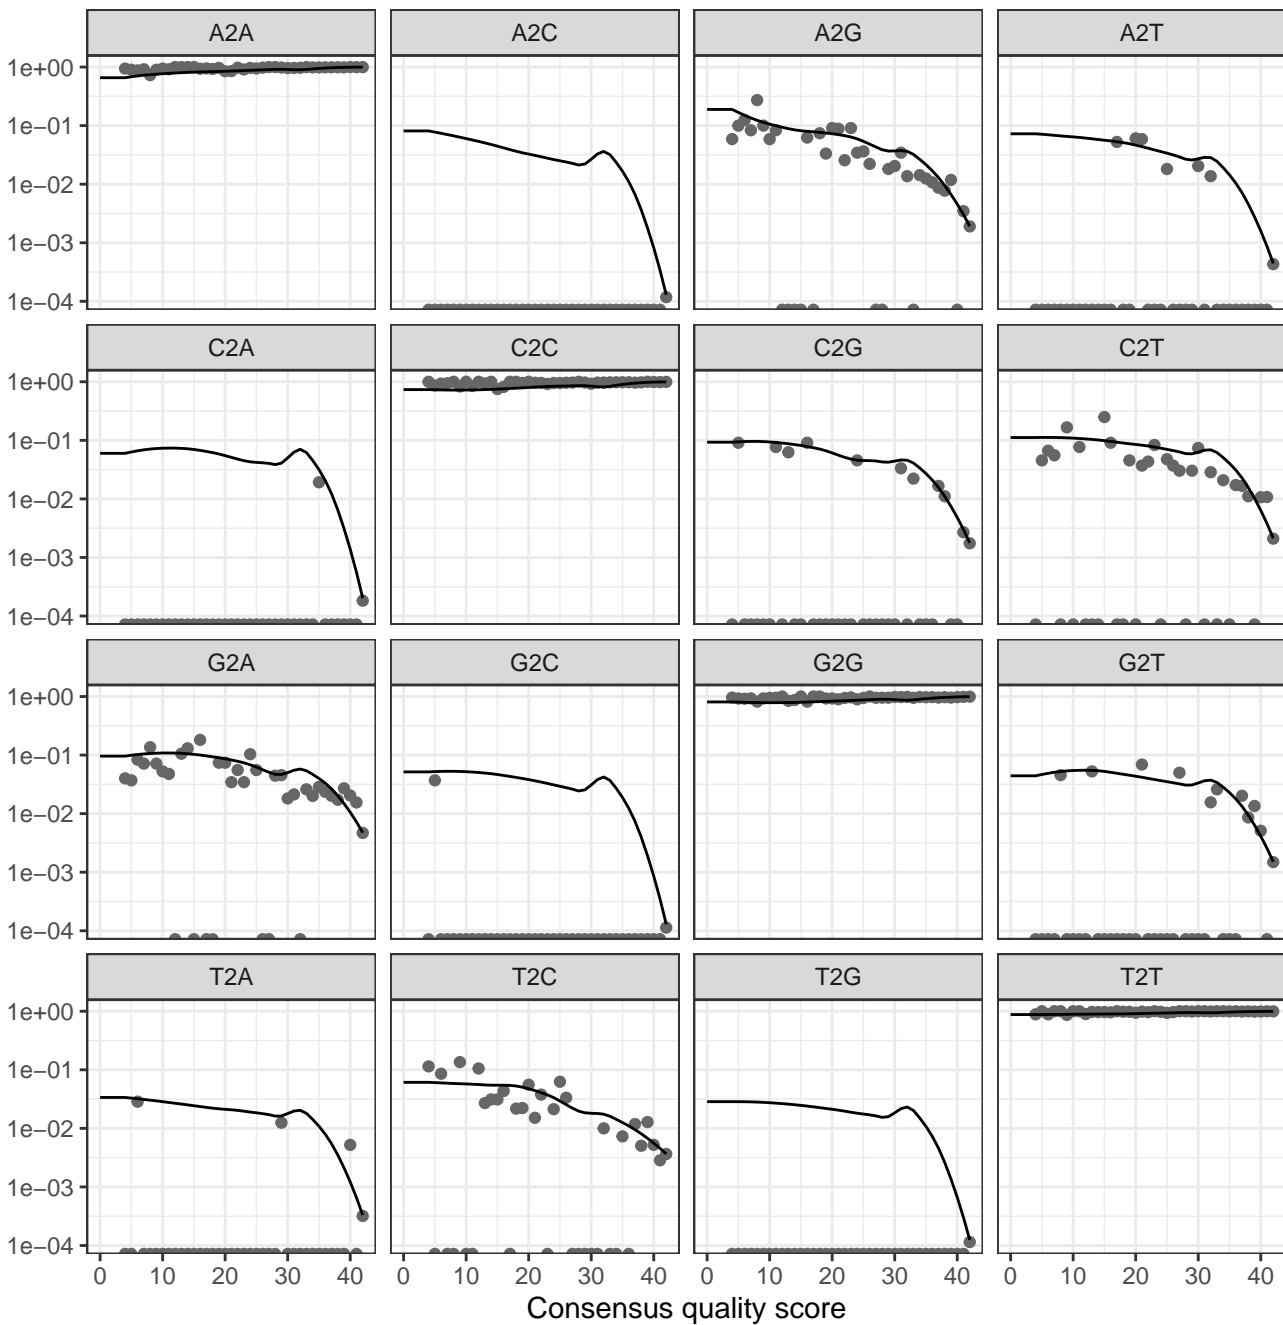 A2A A2C A2G A2T
1e+00
1e−01
1e−02
1e−03
1e−04
C2A C2C C2G C2T
1e+00
1e−01
1e−02
1e−03
1e−04
G2A G2C G2G G2T
1e+00
1e−01
1e−02
1e−03
1e−04
T2A T2C T2G T2T
1e+00
1e−01
1e−02
1e−03
1e−04
0 10 20 30 40 0 10 20 30 40 0 10 20 30 40 0 10 20 30 40
Consensus quality score